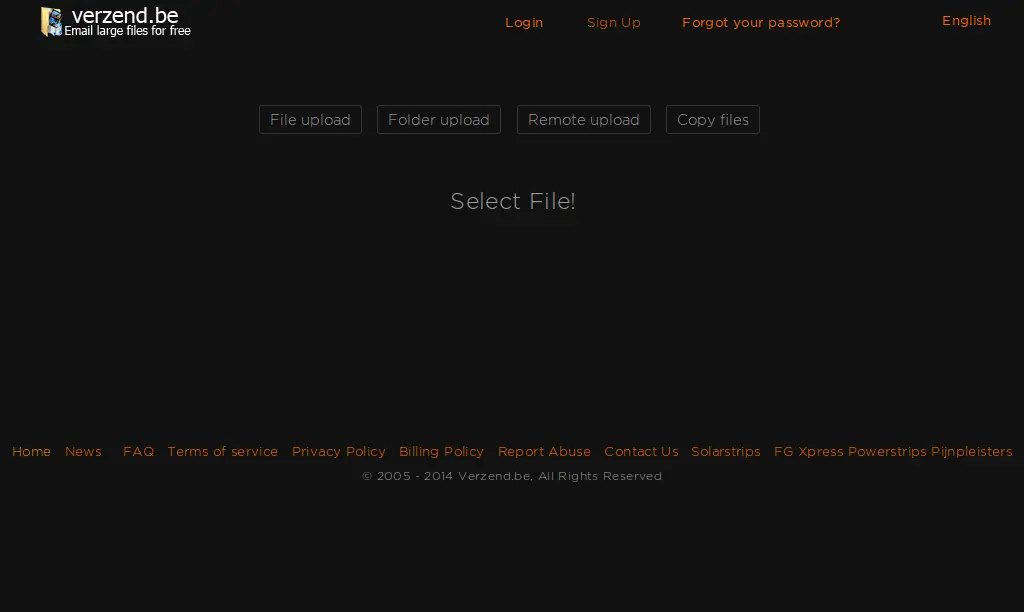 verzend.be
Email large files for free
Login Sign Up Forgot your password? English
File upload Folder upload Remote upload Copy files
Select File!
Home News FAQ Terms of service Privacy Policy Billing Policy Report Abuse Contact Us Solarstrips FG Xpress Powerstrips Pijnpleisters
© 2005 - 2014 Verzend.be, All Rights Reserved